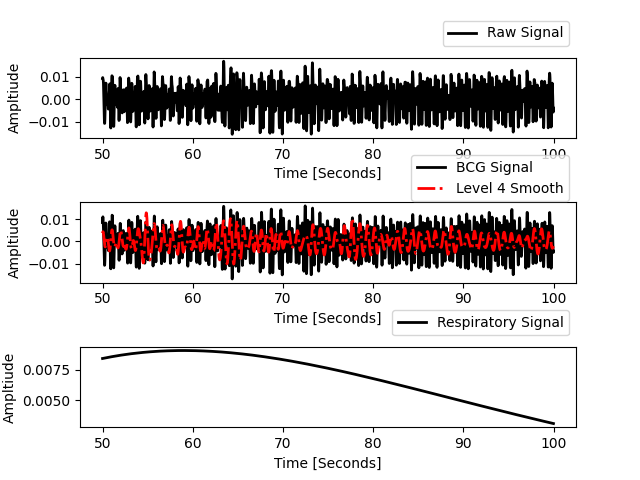 Raw Signal
Ampltiude
0.01
0.00
−0.01
50 60 70 80 90 100
Time [Seconds]
BCG Signal
Level 4 Smooth
Ampltiude
0.01
0.00
−0.01
50 60 70 80 90 100
Time [Seconds]
Respiratory Signal
Ampltiude
0.0075
0.0050
50 60 70 80 90 100
Time [Seconds]